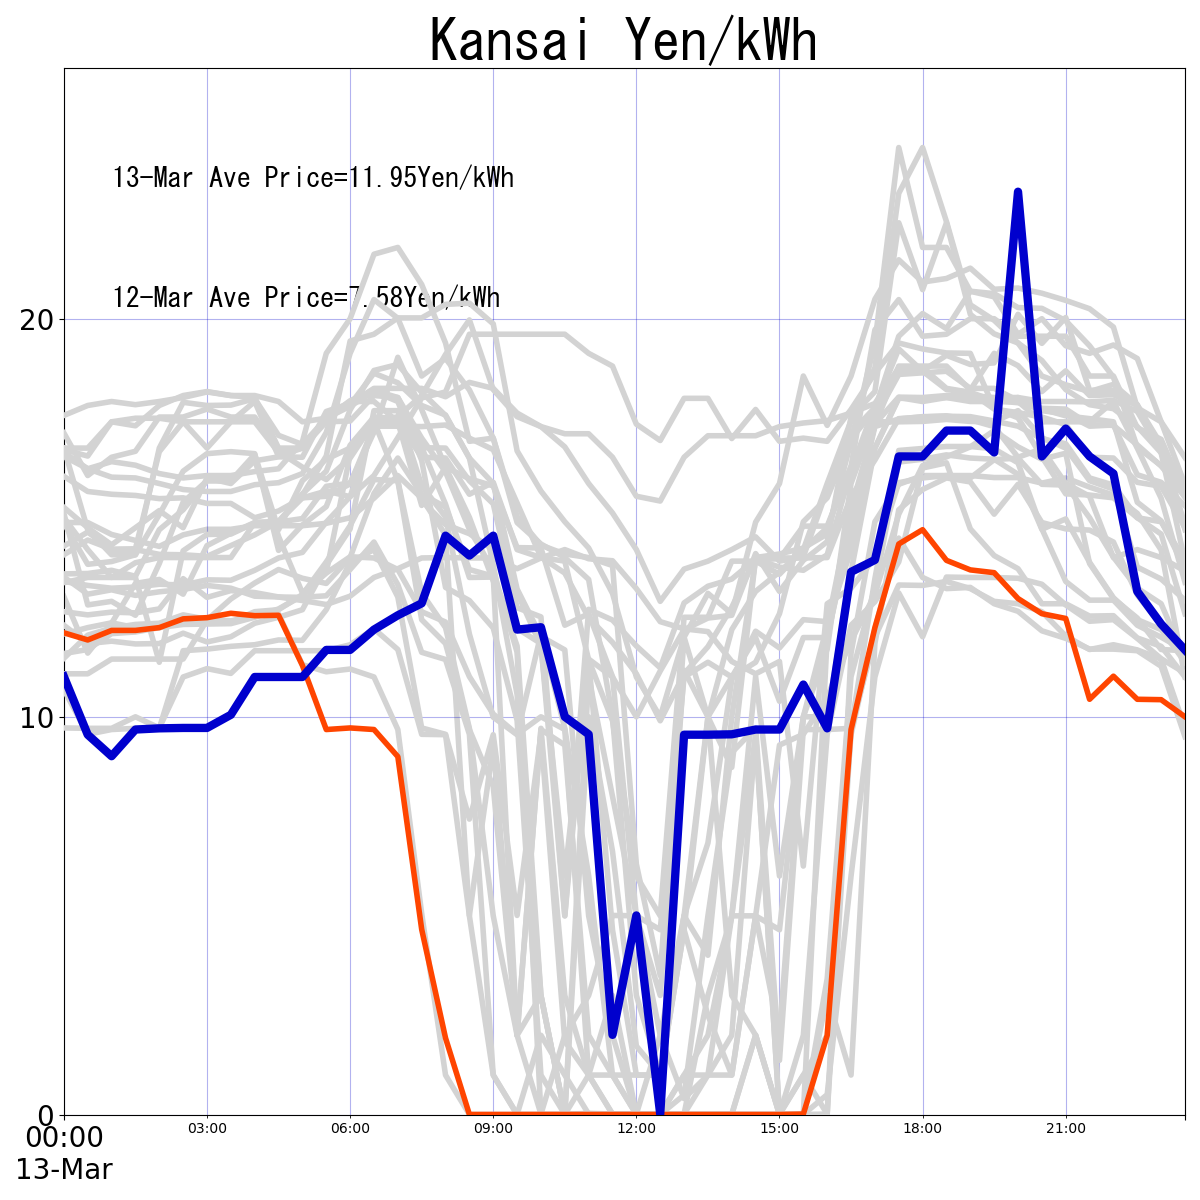 Kansai Yen/kWh
13-Mar Ave Price=11.95Yen/kWh
12-Mar Ave Price=7.58Yen/kWh
20
10
0
00:00 03:00 06:00 09:00 12:00 15:00 18:00 21:00
13-Mar